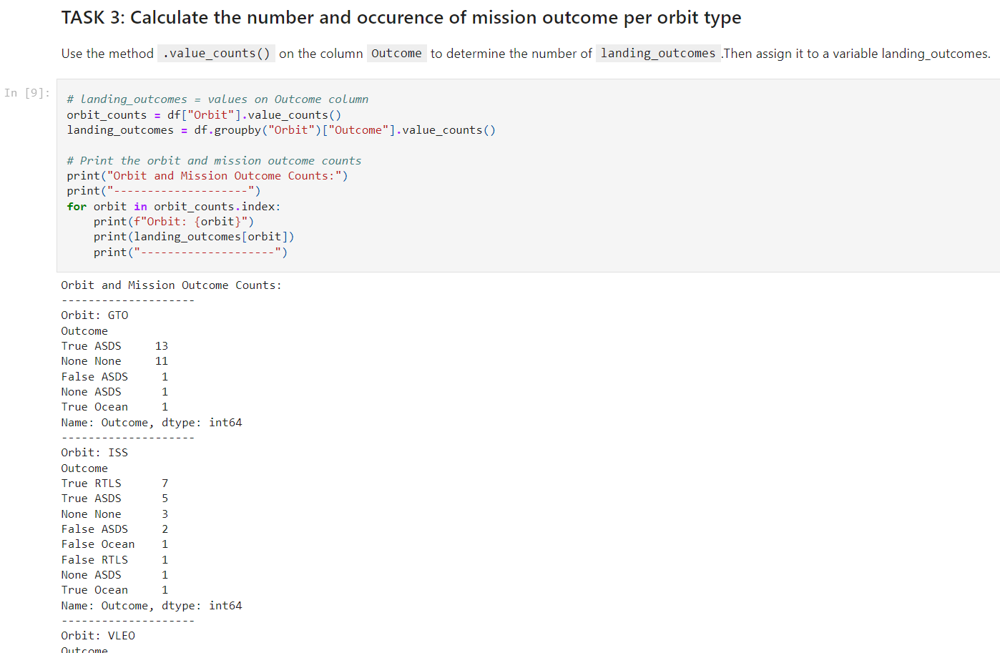 TASK 3: Calculate the number and occurence of mission outcome per orbit type
Use the method .value_counts() on the column Outcome to determine the number of landing_outcomes .Then assign it to a variable landing_outcomes.
In [9]:
# landing_outcomes = values on Outcome column
orbit_counts = df["Orbit"].value_counts()
landing_outcomes = df.groupby("Orbit")["Outcome"].value_counts()
# Print the orbit and mission outcome counts
print("Orbit and Mission Outcome Counts:")
print("--------------------")
for orbit in orbit_counts.index:
    print(f"Orbit: {orbit}")
    print(landing_outcomes[orbit])
    print("--------------------")
Orbit and Mission Outcome Counts:
--------------------
Orbit: GTO
Outcome
True ASDS     13
None None     11
False ASDS     1
None ASDS      1
True Ocean     1
Name: Outcome, dtype: int64
--------------------
Orbit: ISS
Outcome
True RTLS      7
True ASDS      5
None None      3
False ASDS     2
False Ocean    1
False RTLS     1
None ASDS      1
True Ocean     1
Name: Outcome, dtype: int64
--------------------
Orbit: VLEO
Outcome